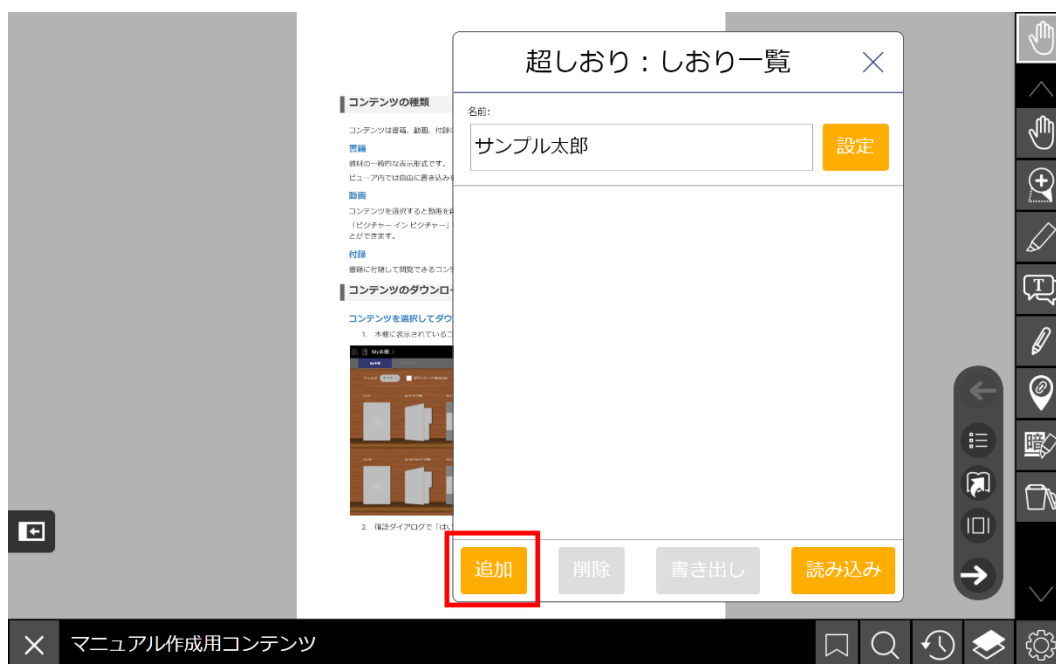 超しおり：しおり一覧
名前:
サンプル太郎
設定
コンテンツの種類
コンテンツは書籍、動画、付録の
書籍
教材の一般的な表示形式です。
ビューア内では自由に書き込みを
動画
コンテンツを選択すると動画を再
「ピクチャー イン ピクチャー」
とができます。
付録
書籍に付随して閲覧できるコンテ
コンテンツのダウンロー
コンテンツを選択してダウ
1. 本棚に表示されているコ
My本棚
2. 確認ダイアログで「はい
追加
削除
書き出し
読み込み
マニュアル作成用コンテンツ